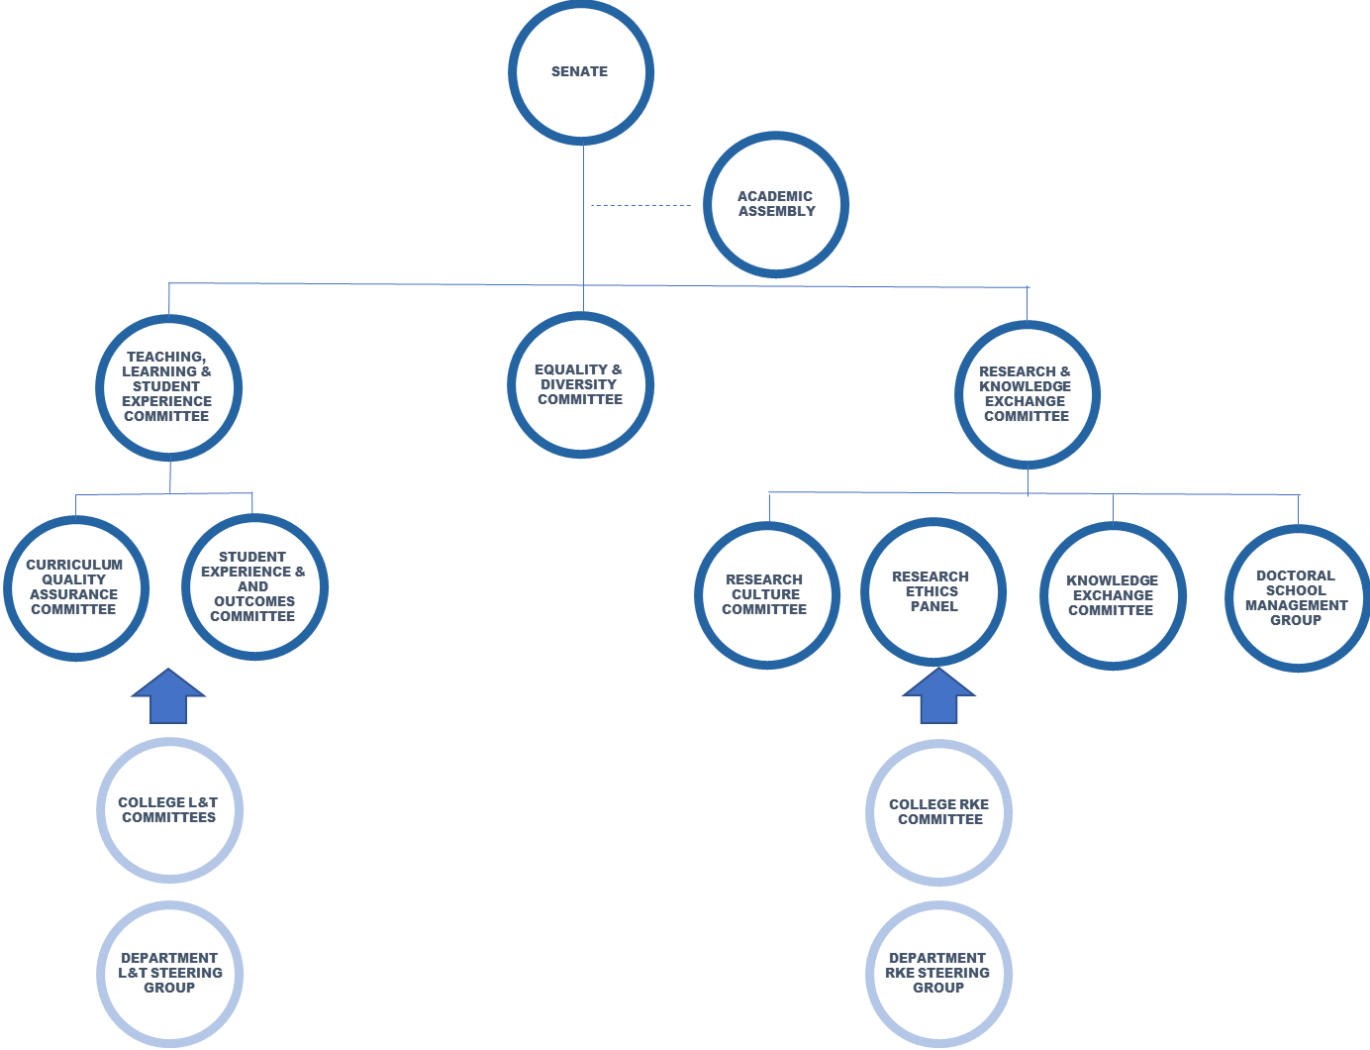 SENATE
ACADEMIC
ASSEMBLY
TEACHING,
LEARNING &
STUDENT
EXPERIENCE
COMMITTEE
EQUALITY &
DIVERSITY
COMMITTEE
RESEARCH &
KNOWLEDGE
EXCHANGE
COMMITTEE
CURRICULUM
QUALITY
ASSURANCE
COMMITTEE
STUDENT
EXPERIENCE &
AND
OUTCOMES
COMMITTEE
RESEARCH
CULTURE
COMMITTEE
RESEARCH
ETHICS
PANEL
KNOWLEDGE
EXCHANGE
COMMITTEE
DOCTORAL
SCHOOL
MANAGEMENT
GROUP
COLLEGE L&T
COMMITTEES
COLLEGE RKE
COMMITTEE
DEPARTMENT
L&T STEERING
GROUP
DEPARTMENT
RKE STEERING
GROUP